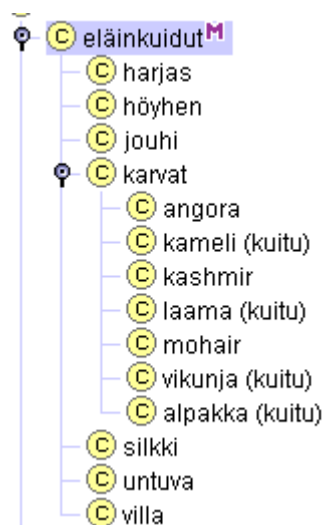 C eläinkuidut M
C harjas
C höyhen
C jouhi
C karvat
C angora
C kameli (kuitu)
C kashmir
C laama (kuitu)
C mohair
C vikunja (kuitu)
C alpakka (kuitu)
C silkki
C untuva
C villa